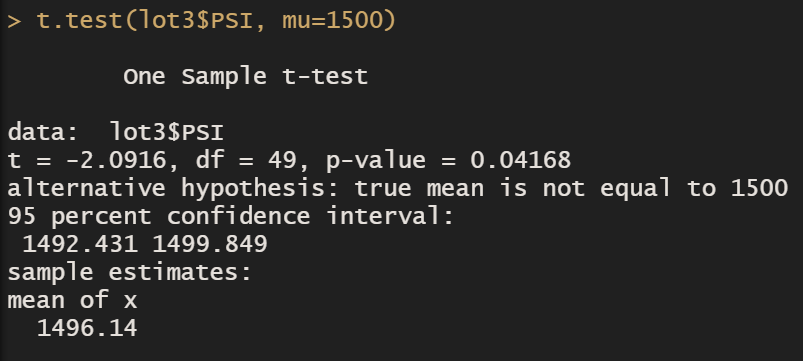 > t.test(lot3$PSI, mu=1500)
One Sample t-test
data:  lot3$PSI
t = -2.0916, df = 49, p-value = 0.04168
alternative hypothesis: true mean is not equal to 1500
95 percent confidence interval:
1492.431 1499.849
sample estimates:
mean of x
1496.14